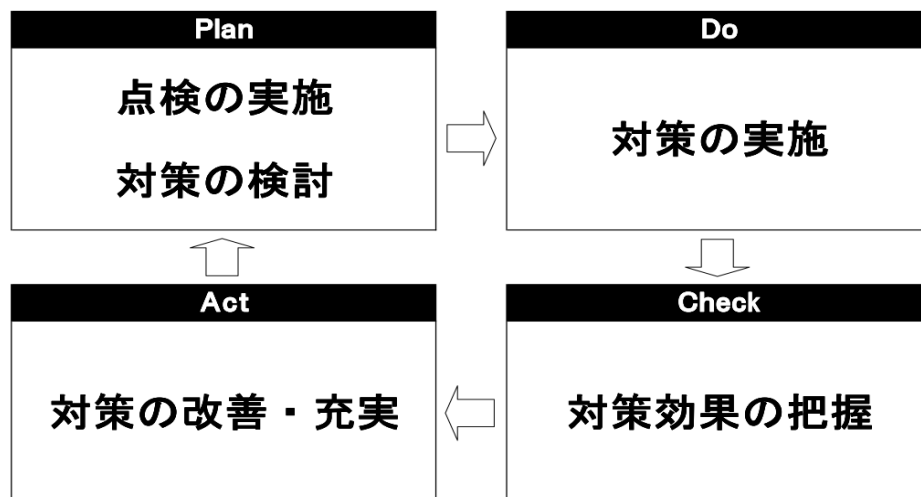 Plan
点検の実施
対策の検討
Do
対策の実施
Act
対策の改善・充実
Check
対策効果の把握